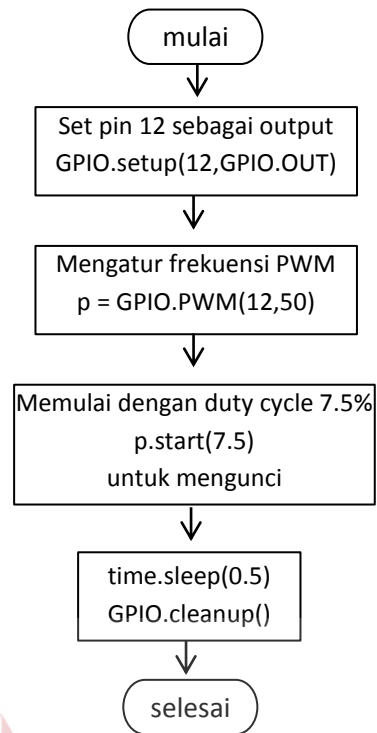 mulai
Set pin 12 sebagai output
GPIO.setup(12,GPIO.OUT)
Mengatur frekuensi PWM
p = GPIO.PWM(12,50)
Memulai dengan duty cycle 7.5%
p.start(7.5)
untuk mengunci
time.sleep(0.5)
GPIO.cleanup()
selesai